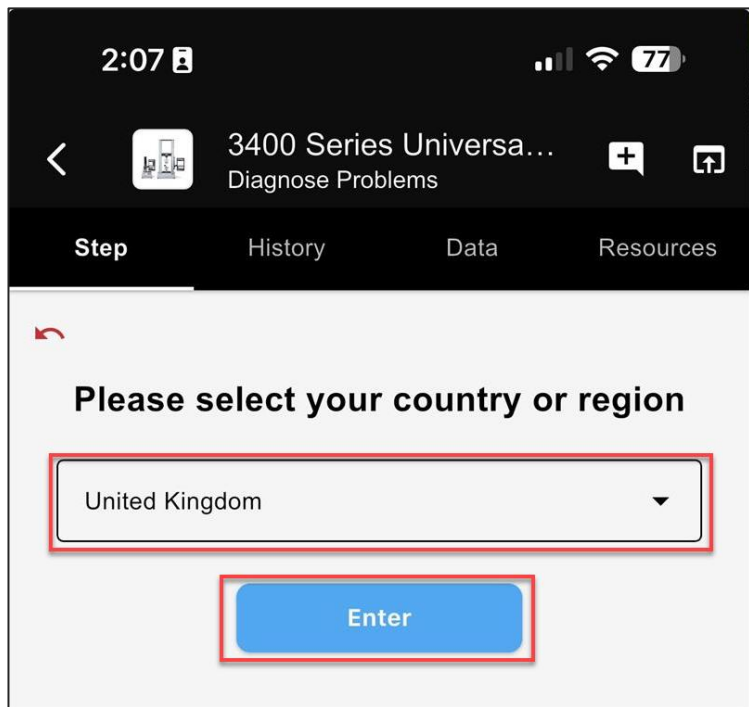 2:07 77
3400 Series Universa...
Diagnose Problems
Step History Data Resources
Please select your country or region
United Kingdom
Enter